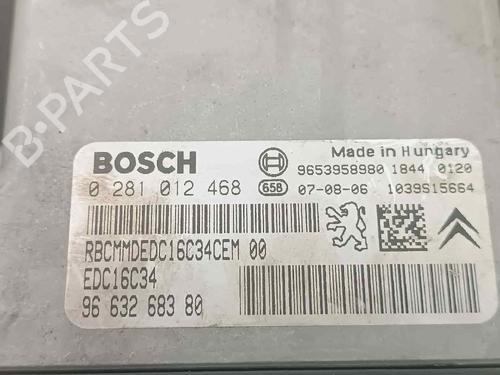 B-PARTS
Made in Hungary
BOSCH
9653958980 1844 0120
0 281 012 468
658
07-08-06
1039S15664
RBCMMDEDC16C34CEM 00
EDC16C34
96 632 683 80